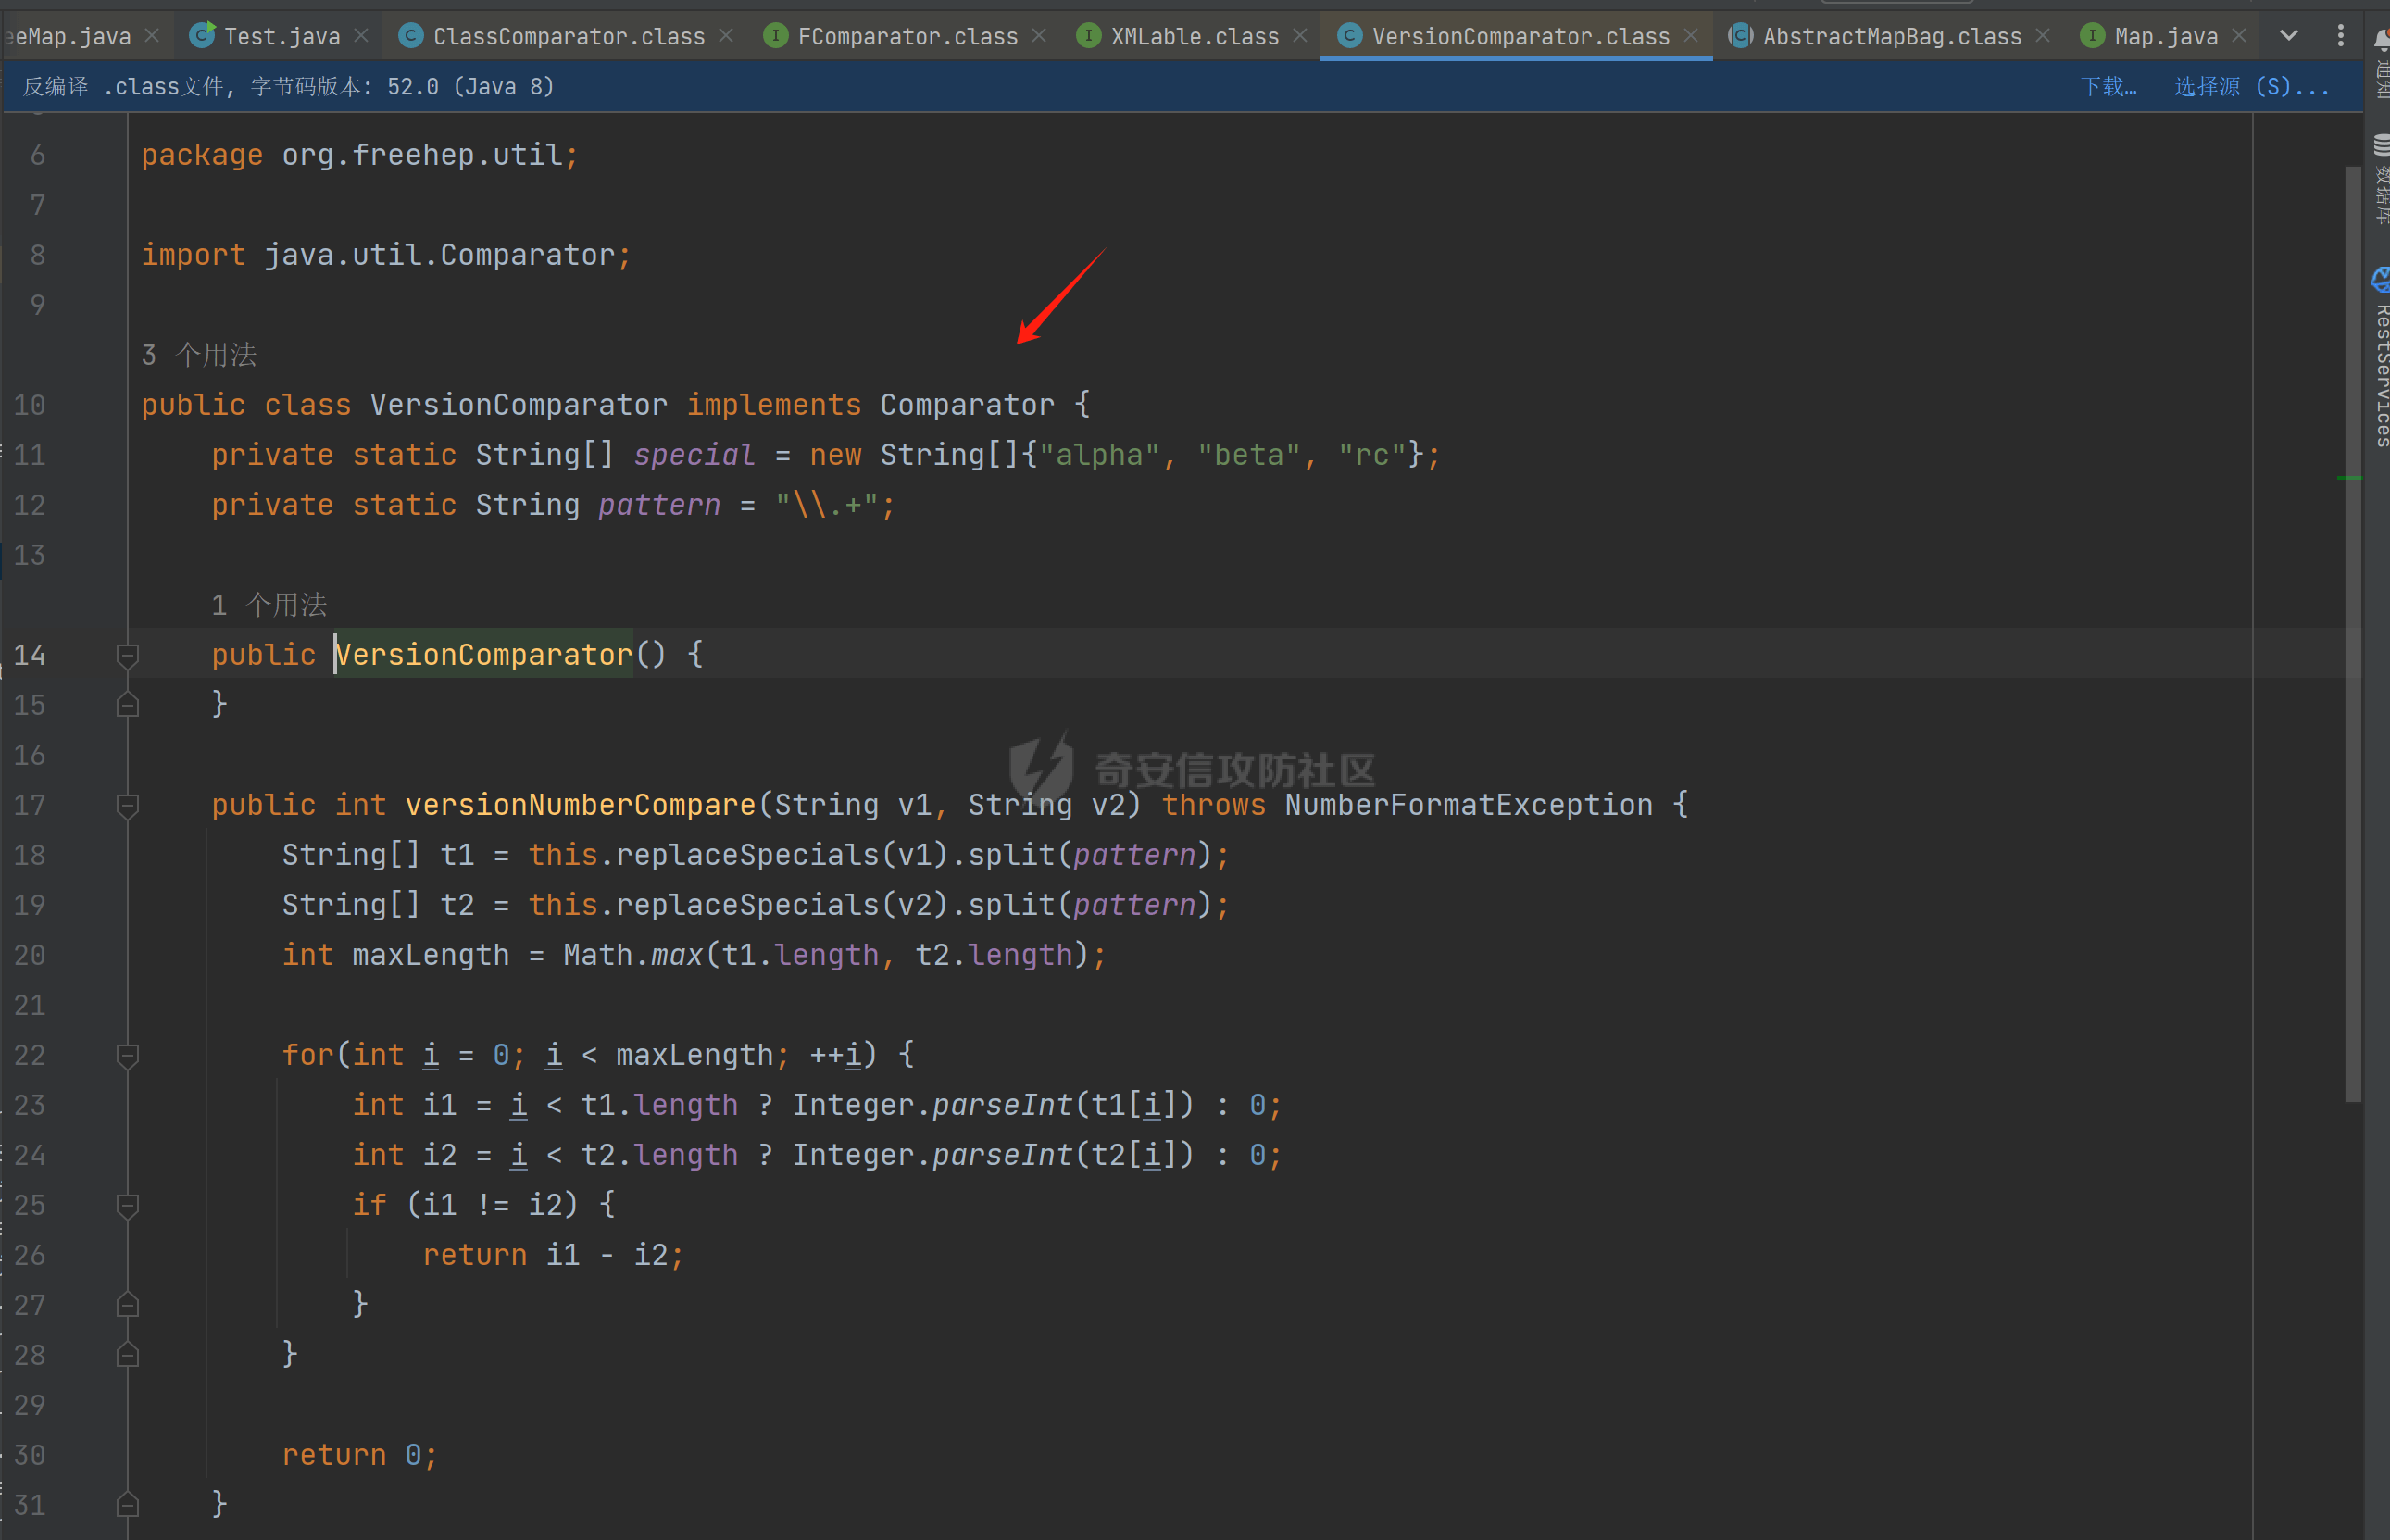 eeMap.java Test.java ClassComparator.class FComparator.class XMLable.class VersionComparator.class AbstractMapBag.class Map.java
反编译 .class文件, 字节码版本: 52.0 (Java 8) 下载… 选择源 (S)...
通知
数据库
RestServices
6 package org.freehep.util;
7
8 import java.util.Comparator;
9
3 个用法
10 public class VersionComparator implements Comparator {
11 private static String[] special = new String[]{"alpha", "beta", "rc"};
12 private static String pattern = "\\.+";
13
1 个用法
14 public VersionComparator() {
15 }
16
奇安信攻防社区
17 public int versionNumberCompare(String v1, String v2) throws NumberFormatException {
18 String[] t1 = this.replaceSpecials(v1).split(pattern);
19 String[] t2 = this.replaceSpecials(v2).split(pattern);
20 int maxLength = Math.max(t1.length, t2.length);
21
22 for(int i = 0; i < maxLength; ++i) {
23 int i1 = i < t1.length ? Integer.parseInt(t1[i]) : 0;
24 int i2 = i < t2.length ? Integer.parseInt(t2[i]) : 0;
25 if (i1 != i2) {
26 return i1 - i2;
27 }
28 }
29
30 return 0;
31 }